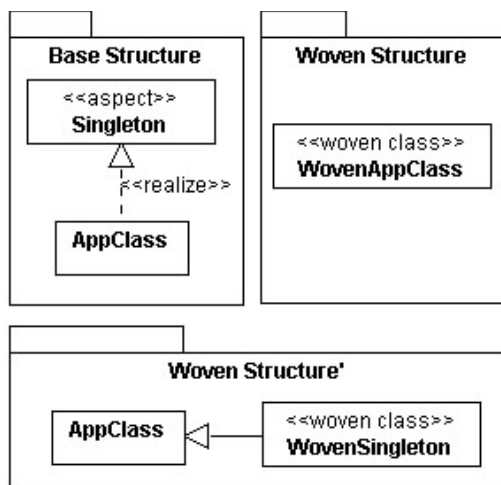 Base Structure
<<aspect>>
Singleton
<<realize>>
AppClass
Woven Structure
<<woven class>>
WovenAppClass
Woven Structure'
AppClass
<<woven class>>
WovenSingleton